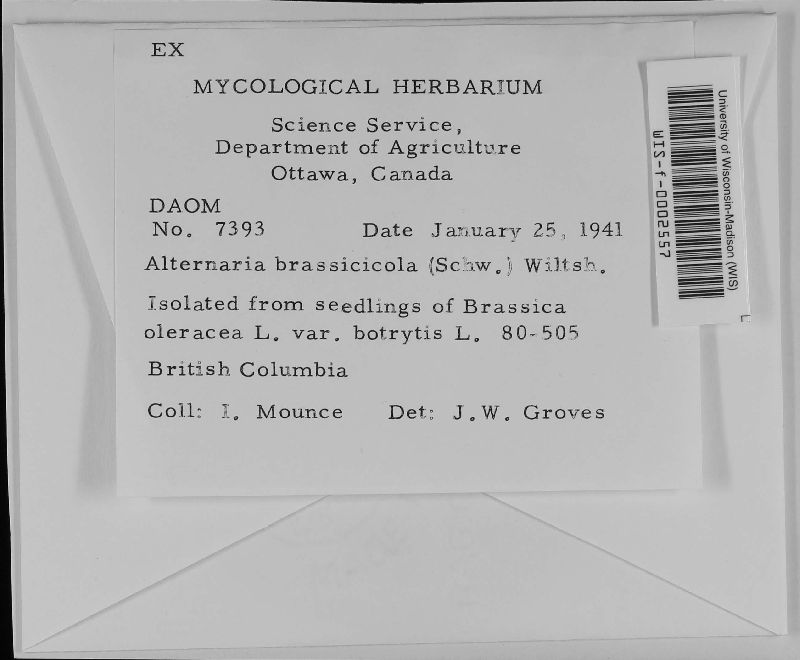 EX
MYCOLOGICAL HERBARIUM
Science Service,
Department of Agriculture
Ottawa, Canada
DAOM
No. 7393 Date January 25, 1941
Alternaria brassicicola (Schw.) Wiltsh.
Isolated from seedlings of Brassica
oleracea L. var. botrytis L. 80-505
British Columbia
Coll: I. Mounce Det: J.W. Groves
University of Wisconsin-Madison (WIS)
WIS-f-0002557